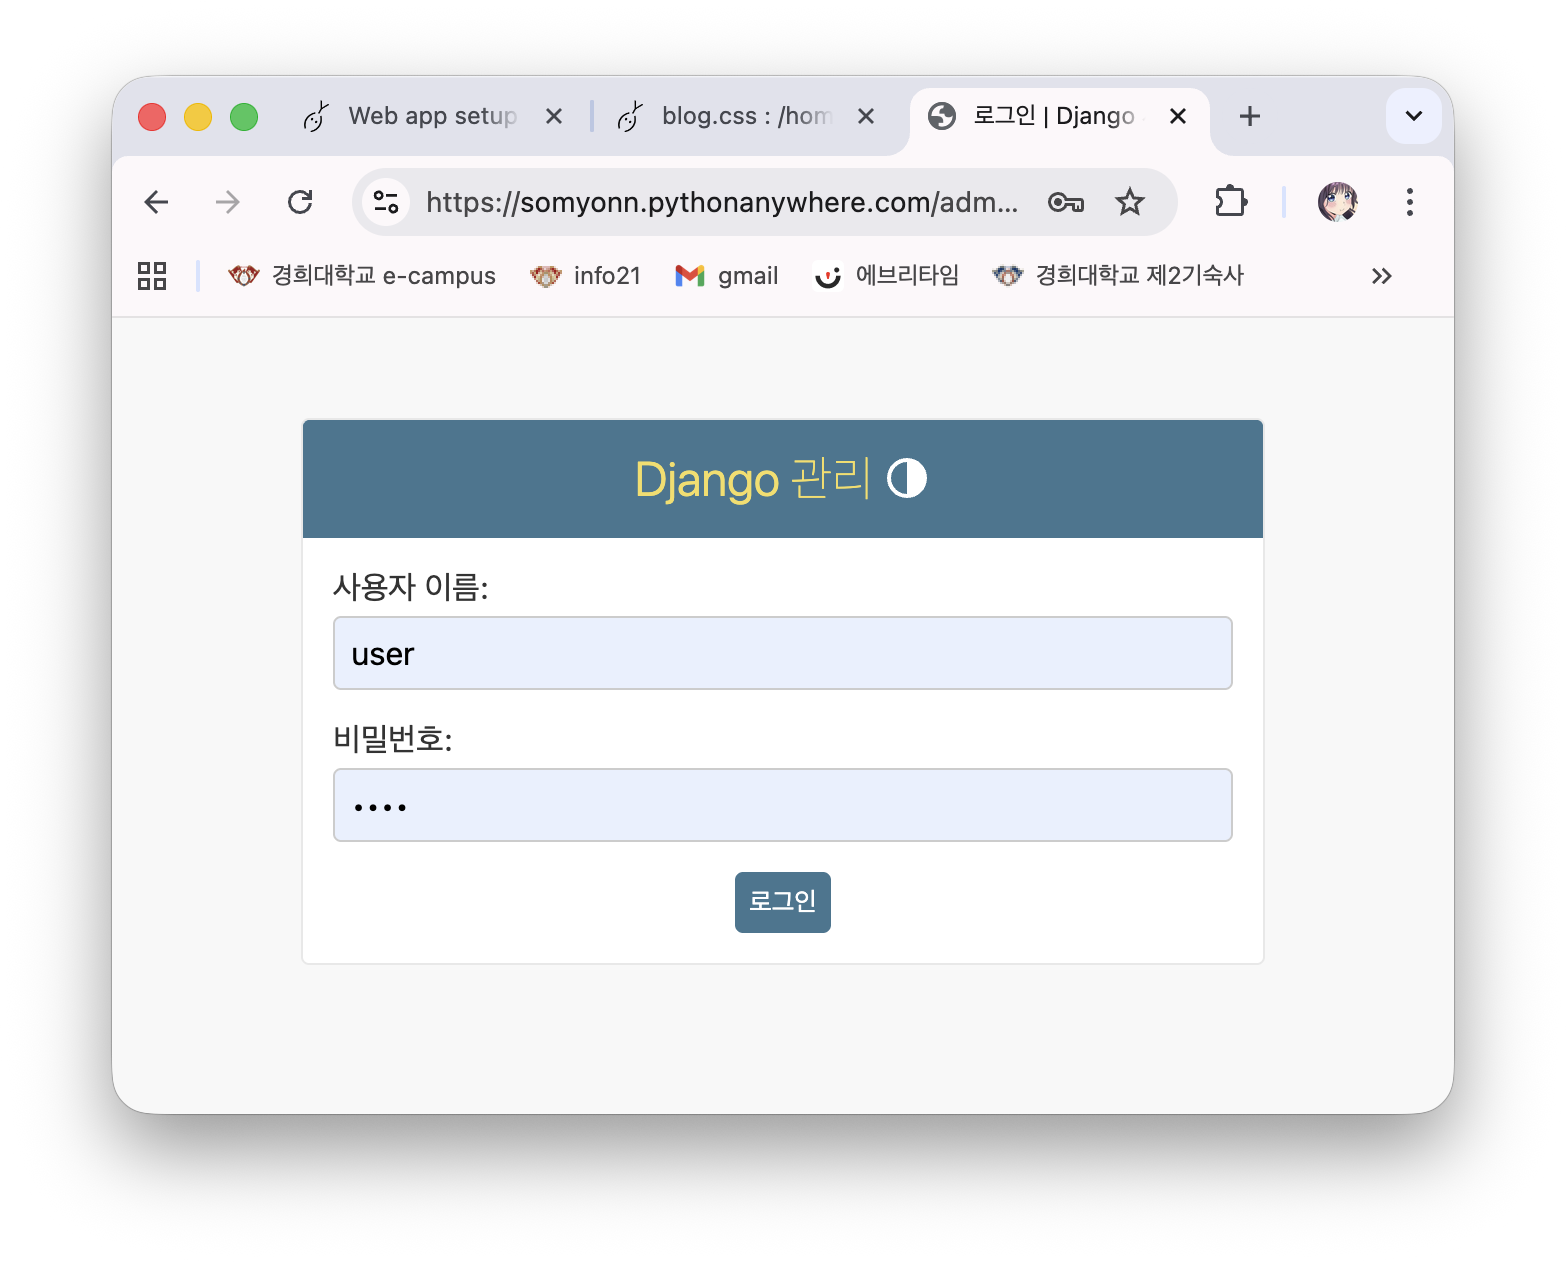 Web app setup
blog.css : /hom
로그인 | Django
https://somyonn.pythonanywhere.com/adm...
경희대학교 e-campus
info21
gmail
에브리타임
경희대학교 제2기숙사
Django 관리
사용자 이름:
user
비밀번호:
••••
로그인